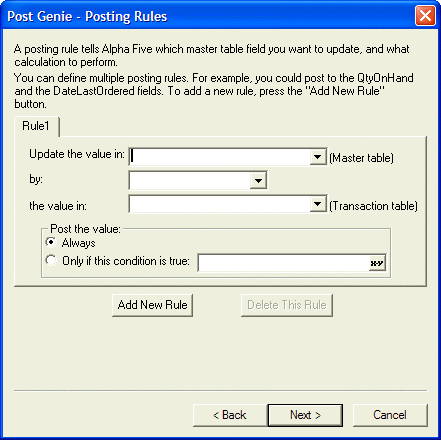 Post Genie - Posting Rules
A posting rule tells Alpha Five which master table field you want to update, and what
calculation to perform.
You can define multiple posting rules. For example, you could post to the QtyOnHand
and the DateLastOrdered fields. To add a new rule, press the "Add New Rule"
button.
Rule1
Update the value in: (Master table)
by:
the value in: (Transaction table)
Post the value:
Always
Only if this condition is true: x-y
Add New Rule Delete This Rule
< Back Next > Cancel